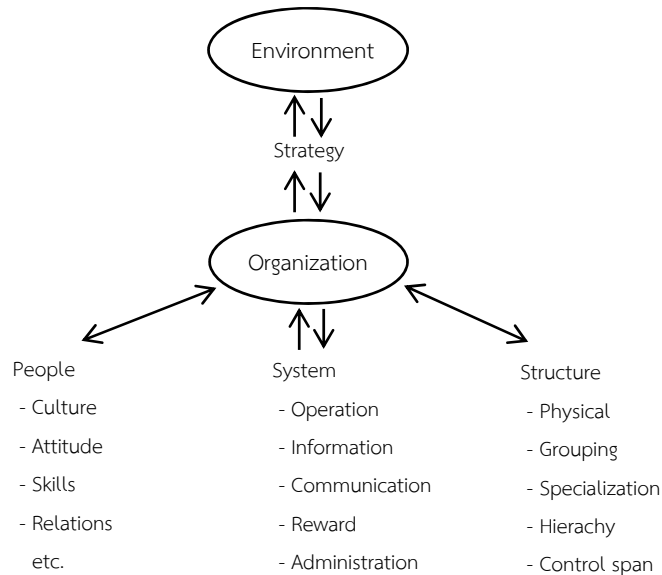 Environment
Strategy
Organization
People
- Culture
- Attitude
- Skills
- Relations
etc.
System
- Operation
- Information
- Communication
- Reward
- Administration
Structure
- Physical
- Grouping
- Specialization
- Hierachy
- Control span